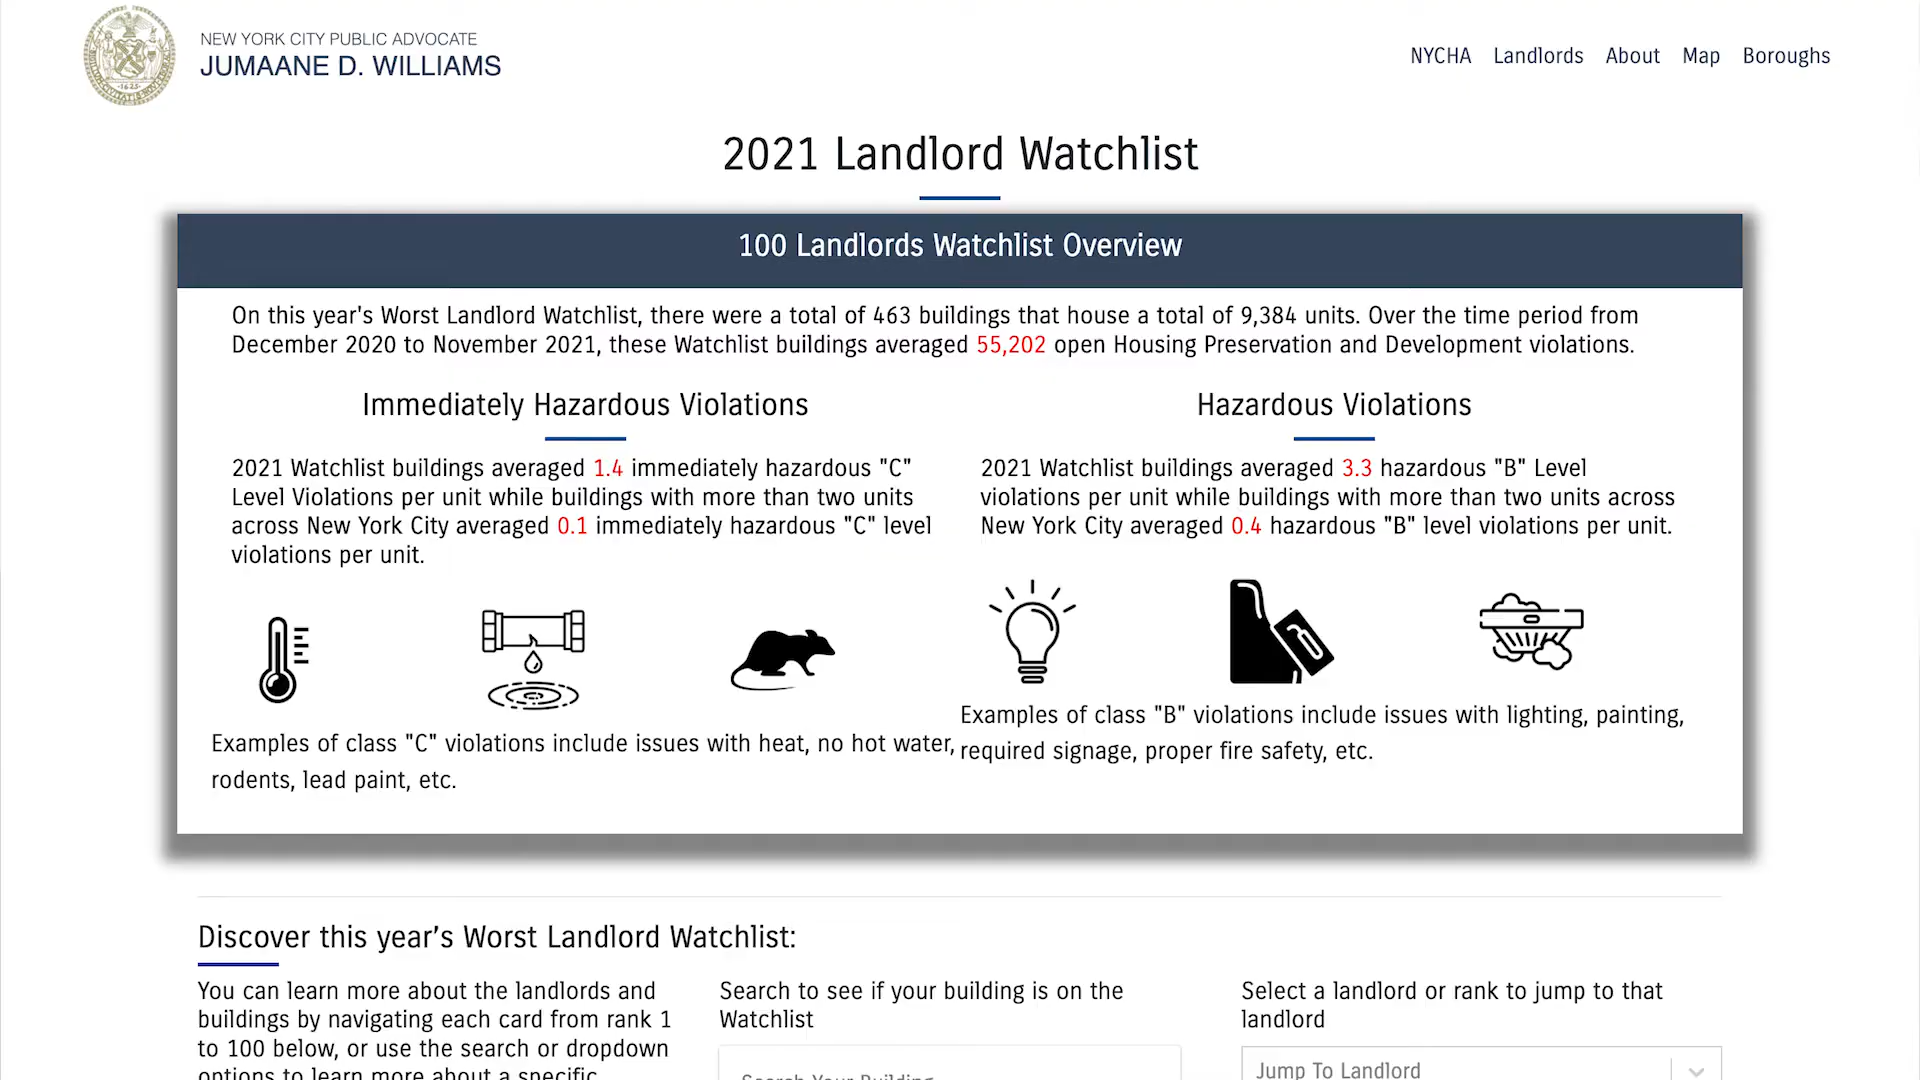 NEW YORK CITY PUBLIC ADVOCATE
JUMAANE D. WILLIAMS
NYCHA Landlords About Map Boroughs
2021 Landlord Watchlist
100 Landlords Watchlist Overview
On this year's Worst Landlord Watchlist, there were a total of 463 buildings that house a total of 9,384 units. Over the time period from
December 2020 to November 2021, these Watchlist buildings averaged 55,202 open Housing Preservation and Development violations.
Immediately Hazardous Violations
2021 Watchlist buildings averaged 1.4 immediately hazardous "C"
Level Violations per unit while buildings with more than two units
across New York City averaged 0.1 immediately hazardous "C" level
violations per unit.
Examples of class "C" violations include issues with heat, no hot water,
rodents, lead paint, etc.
Hazardous Violations
2021 Watchlist buildings averaged 3.3 hazardous "B" Level
violations per unit while buildings with more than two units across
New York City averaged 0.4 hazardous "B" level violations per unit.
Examples of class "B" violations include issues with lighting, painting,
required signage, proper fire safety, etc.
Discover this year’s Worst Landlord Watchlist:
You can learn more about the landlords and
buildings by navigating each card from rank 1
to 100 below, or use the search or dropdown
options to learn more about a specific
Search to see if your building is on the
Watchlist
Search Your Building
Select a landlord or rank to jump to that
landlord
Jump To Landlord